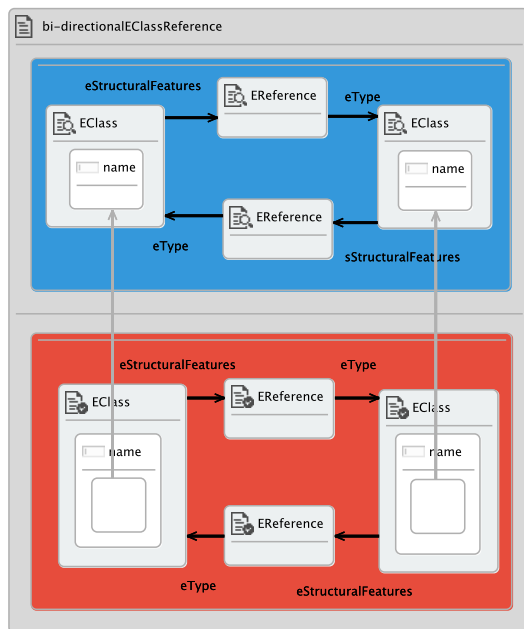 bi-directionalEClassReference
eStructuralFeatures
EReference
eType
EClass
EClass
name
name
EReference
eType
sStructuralFeatures
eStructuralFeatures
eType
EReference
EClass
EClass
name
name
EReference
eType
eStructuralFeatures